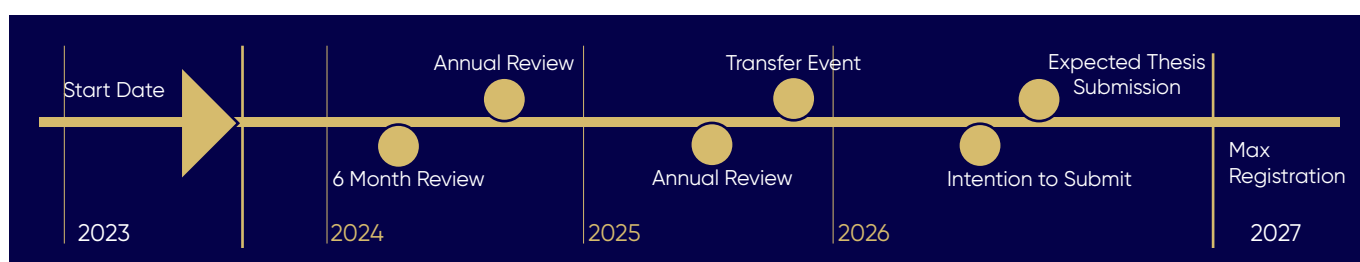 Start Date
Annual Review
Transfer Event
Expected Thesis
Submission
6 Month Review
Annual Review
Intention to Submit
Max
Registration
2023
2024
2025
2026
2027